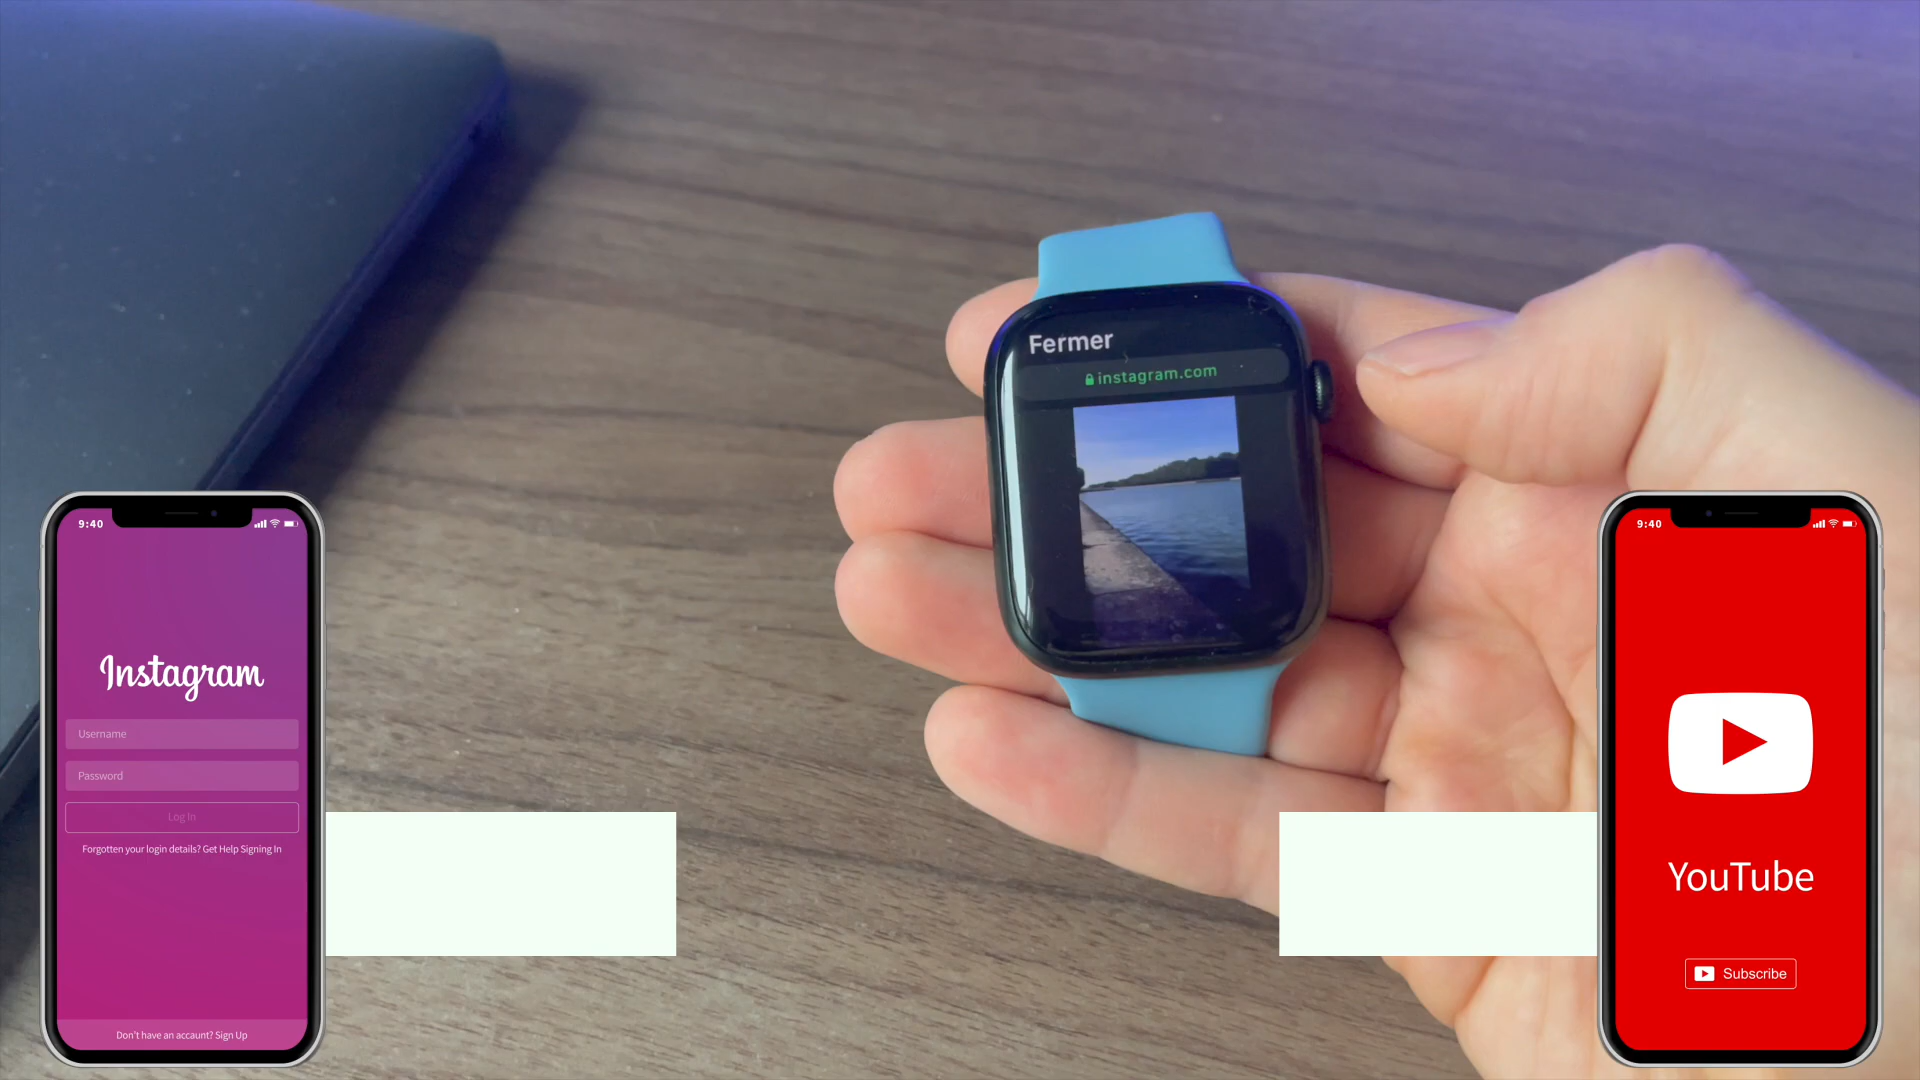 Fermer
instagram.com
9:40
Instagram
Username
Password
Log In
Forgotten your login details? Get Help Signing In
Don't have an accaunt? Sign Up
9:40
YouTube
Subscribe